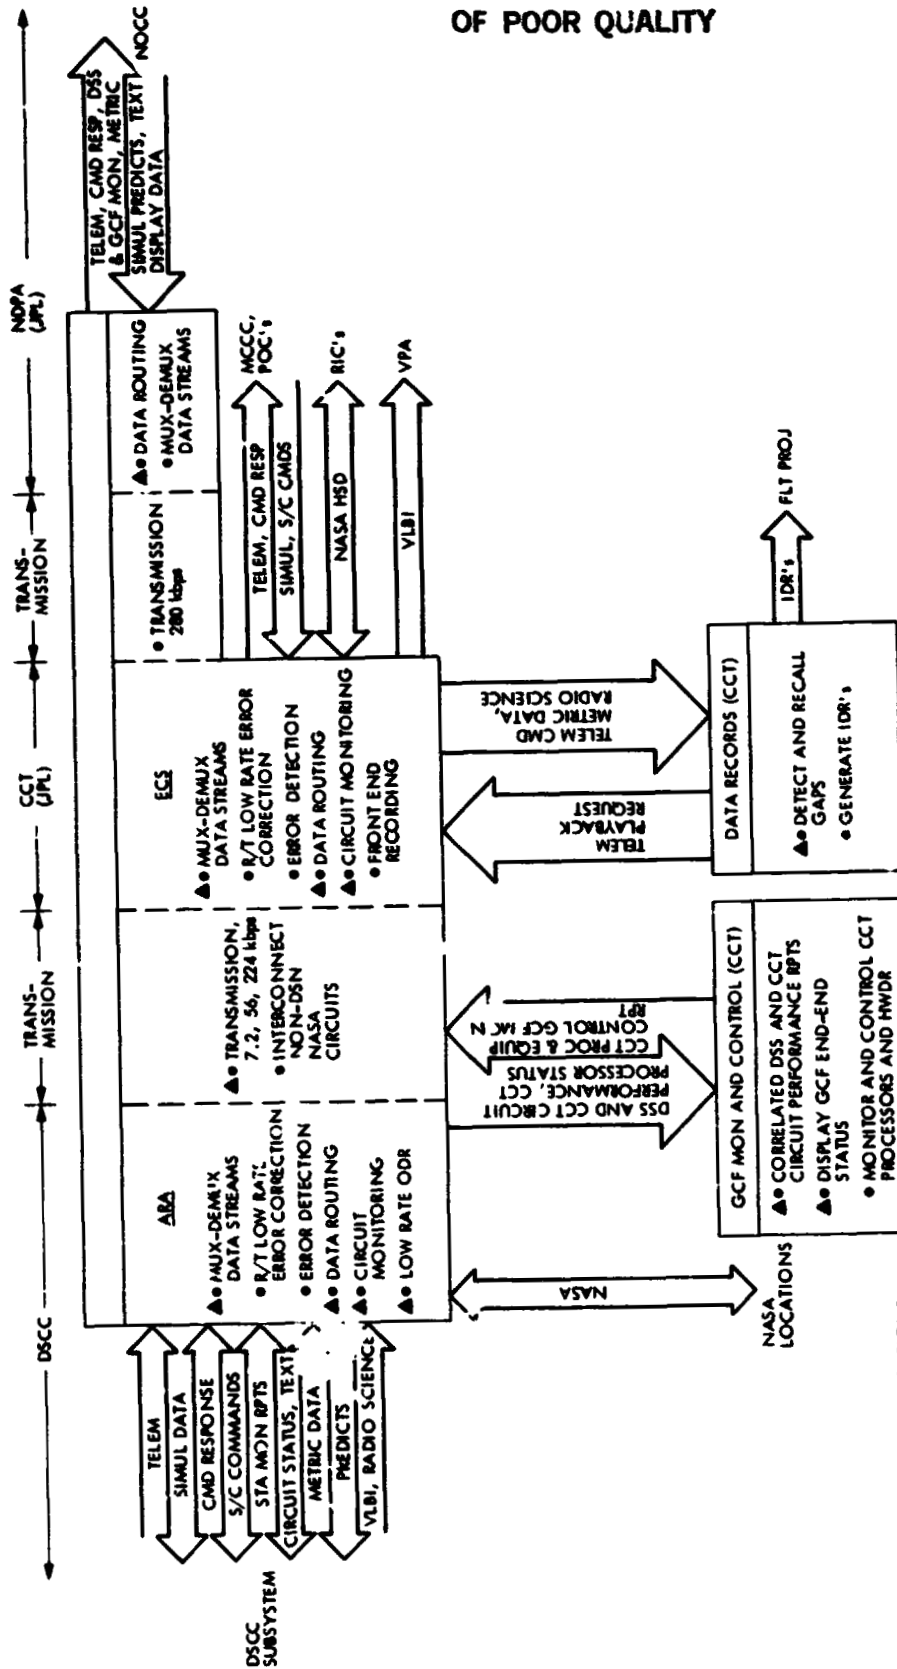 OF POOR QUALITY
DSCC
TRANS-
MISSION
CCT
(JPL)
TRANS-
MISSION
NDPA
(JPL)
TELEM
SIMUL DATA
CMD RESPONSE
S/C COMMANDS
STA MON RPTS
CIRCUIT STATUS, TEXT
METRIC DATA
PREDICTS
VLBI, RADIO SCIENCE
DSCC
SUBSYSTEM
ARA
▲● MUX-DEMUX
DATA STREAMS
● R/T LOW RATE
ERROR CORRECTION
● ERROR DETECTION
▲● DATA ROUTING
▲● CIRCUIT
MONITORING
▲● LOW RATE ODR
▲● TRANSMISSION,
7.2, 56, 224 kbps
● INTERCONNECT
NON-DSN
NASA
CIRCUITS
ECS
▲● MUX-DEMUX
DATA STREAMS
● R/T LOW RATE ERROR
CORRECTION
● ERROR DETECTION
▲● DATA ROUTING
▲● CIRCUIT MONITORING
● FRONT END
RECORDING
● TRANSMISSION
280 kbps
▲● DATA ROUTING
● MUX-DEMUX
DATA STREAMS
TELEM, CMD RESP, DSS
& GCF MON, METRIC
SIMUL PREDICTS, TEXT
DISPLAY DATA
NOCC
TELEM, CMD RESP
SIMUL, S/C CMDS
MCCC,
POC's
NASA HSD
RIC's
VLBI
VPA
NASA
NASA
LOCATIONS
DSS AND CCT CIRCUIT
PERFORMANCE, CCT
PROCESSOR STATUS
CCT PROC & EQUIP
CONTROL GCF
RPT
TELEM
PLAYBACK
REQUEST
TELEM CMD
METRIC DATA,
RADIO SCIENCE
GCF MON AND CONTROL (CCT)
▲● CORRELATED DSS AND CCT
CIRCUIT PERFORMANCE RPTS
▲● DISPLAY GCF END-END
STATUS
● MONITOR AND CONTROL CCT
PROCESSORS AND HWDR
DATA RECORDS (CCT)
▲● DETECT AND RECALL
GAPS
● GENERATE IDR's
IDR's
FLT PROJ